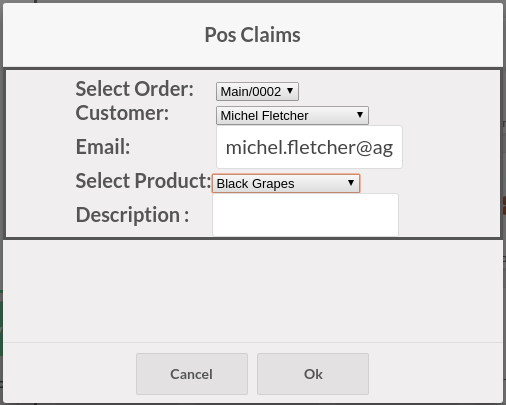 Pos Claims
Select Order: Main/0002
Customer: Michel Fletcher
Email: michel.fletcher@ag
Select Product: Black Grapes
Description :
Cancel Ok